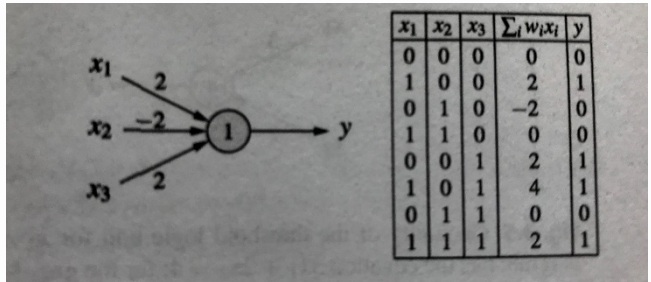 x₁ 2
x₂ −2 1 y
x₃ 2
x₁ x₂ x₃ Σᵢ wᵢxᵢ y
0 0 0 0 0
1 0 0 2 1
0 1 0 −2 0
1 1 0 0 0
0 0 1 2 1
1 0 1 4 1
0 1 1 0 0
1 1 1 2 1